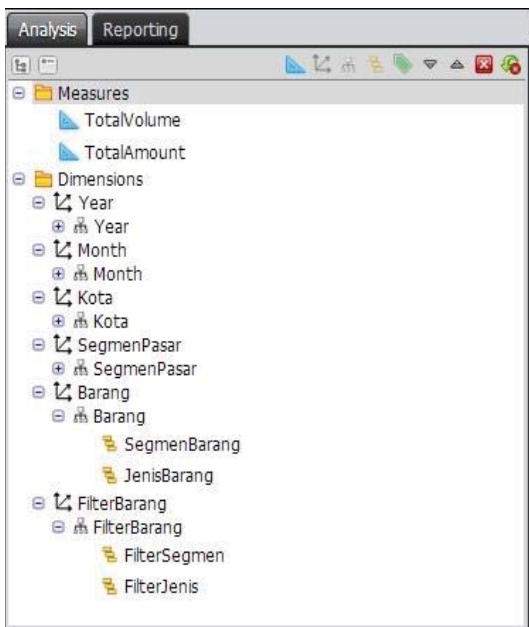 Analysis Reporting
Measures
TotalVolume
TotalAmount
Dimensions
Year
Year
Month
Month
Kota
Kota
SegmenPasar
SegmenPasar
Barang
Barang
SegmenBarang
JenisBarang
FilterBarang
FilterBarang
FilterSegmen
FilterJenis